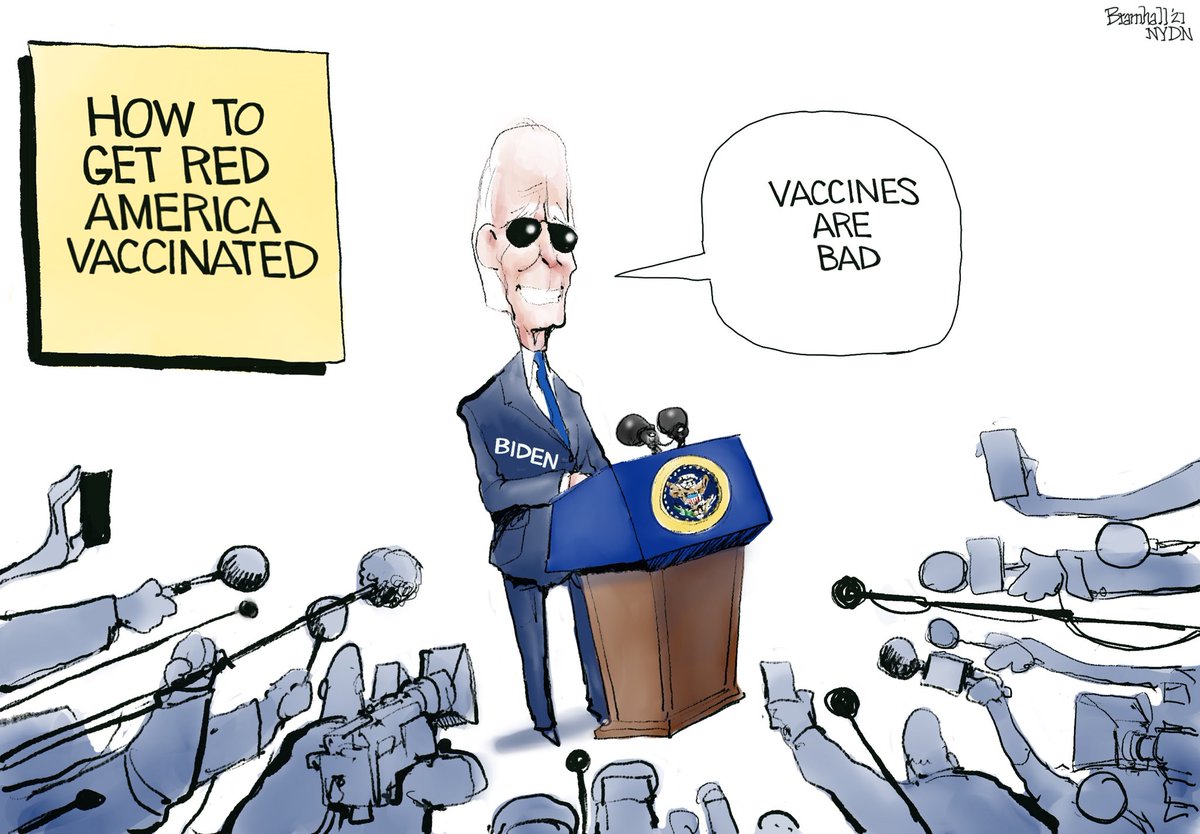 Bramhall '21
NYDN
HOW TO
GET RED
AMERICA
VACCINATED
VACCINES
ARE
BAD
BIDEN